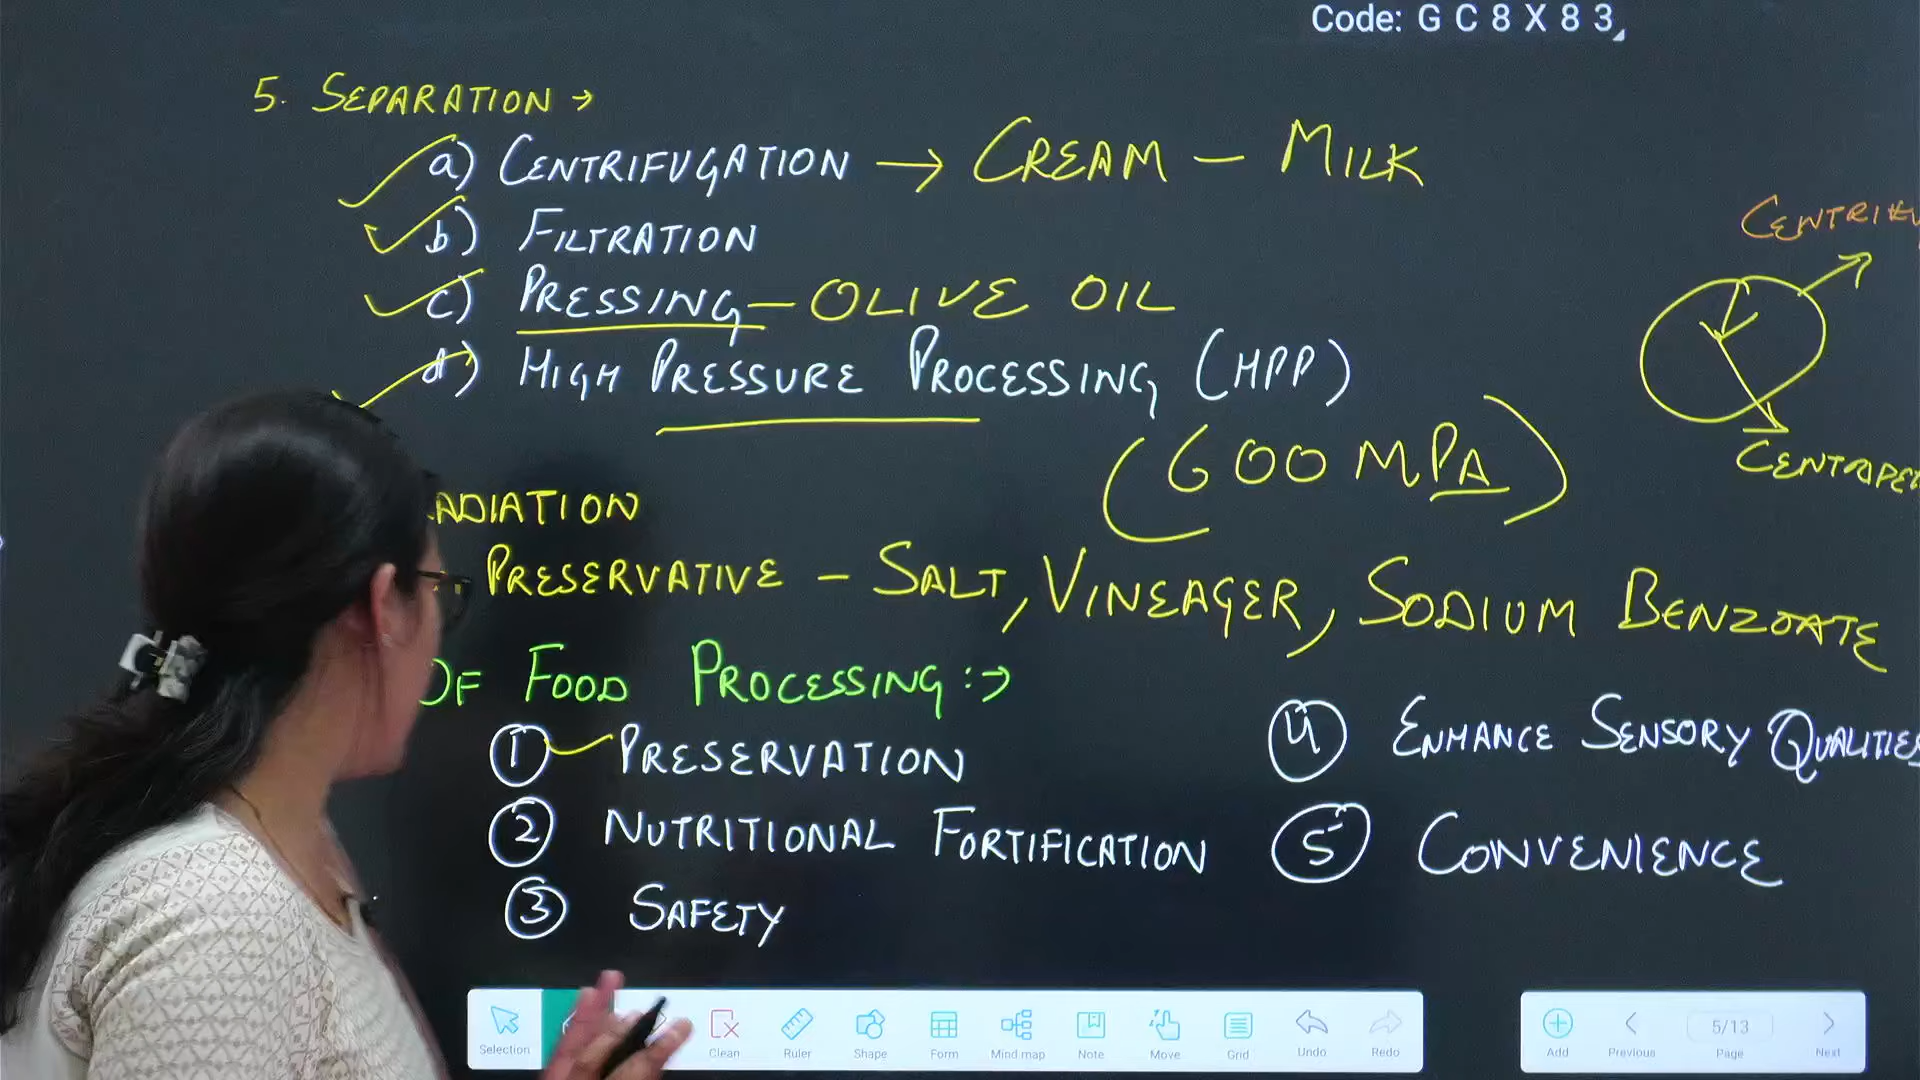 Code: G C 8 X 8 3
5. SEPARATION →
a) CENTRIFUGATION → CREAM – MILK
b) FILTRATION
c) PRESSING – OLIVE OIL
d) HIGH PRESSURE PROCESSING (HPP)
(600 MPA)
CENTRIFU
CENTRIPE
RADIATION
PRESERVATIVE – SALT, VINEAGER, SODIUM BENZOATE
OF FOOD PROCESSING :→
① PRESERVATION
② NUTRITIONAL FORTIFICATION
③ SAFETY
④ ENHANCE SENSORY QUALITIES
⑤ CONVENIENCE
Selection Clean Ruler Shape Form Mind map Note Move Grid Undo Redo
5/13
Add Previous Page Next